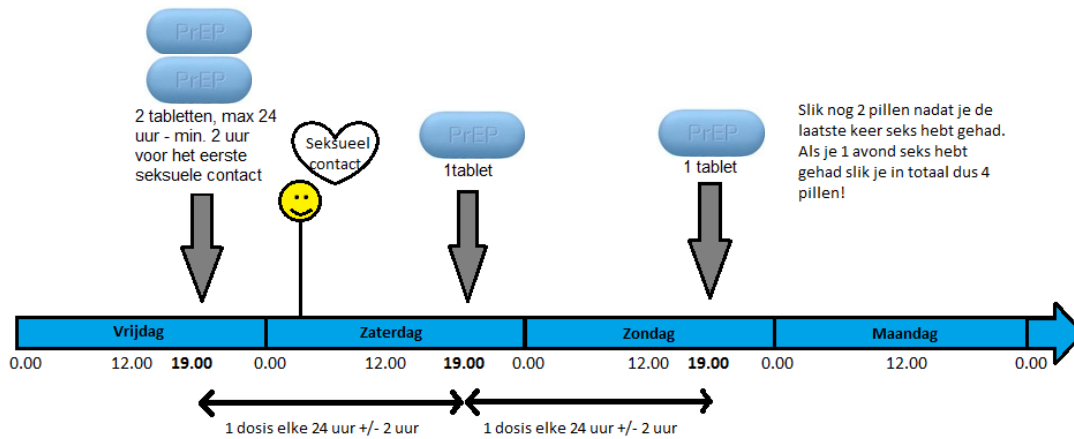 PrEP
PrEP
2 tabletten, max 24
uur - min. 2 uur
voor het eerste
seksuele contact
Seksueel
contact
PrEP
1tablet
PrEP
1 tablet
Slik nog 2 pillen nadat je de
laatste keer seks hebt gehad.
Als je 1 avond seks hebt
gehad slik je in totaal dus 4
pillen!
Vrijdag Zaterdag Zondag Maandag
0.00 12.00 19.00 0.00 12.00 19.00 0.00 12.00 19.00 0.00 12.00 0.00
1 dosis elke 24 uur +/- 2 uur 1 dosis elke 24 uur +/- 2 uur